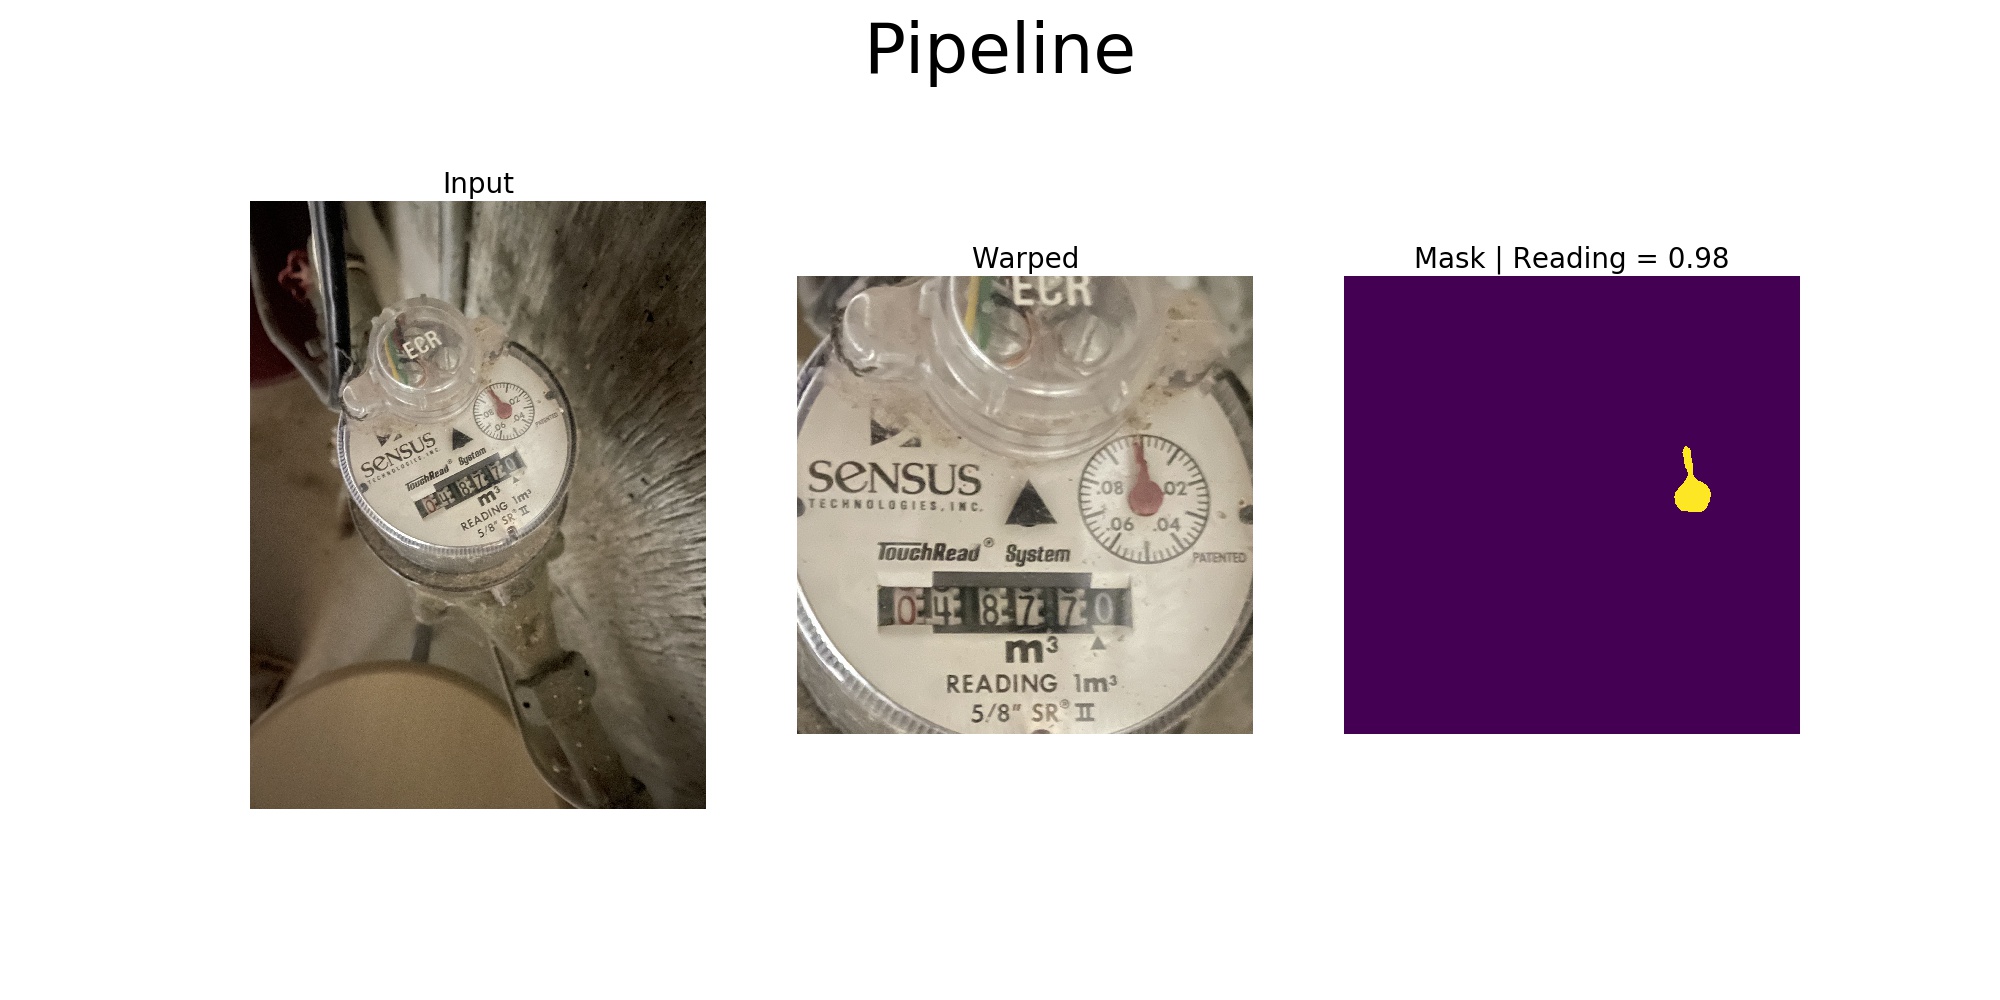 Pipeline
Input
ECR
.02
.04
.06
.08
PATENTED
SENSUS
TECHNOLOGIES, INC.
TouchRead® System
0 4 8 7 7 0
m³
READING 1m³
5/8" SR® II
Warped
ECR
.02
.04
.06
.08
SENSUS
TECHNOLOGIES, INC.
PATENTED
TouchRead® System
0 4 8 7 7 0
m³
READING 1m³
5/8" SR® II
Mask | Reading = 0.98